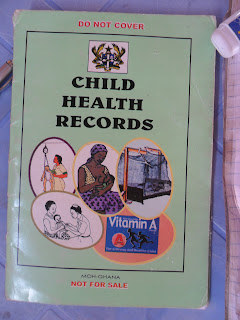 DO NOT COVER
CHILD
HEALTH
RECORDS
Vitamin A
A
MOH-GHANA
NOT FOR SALE